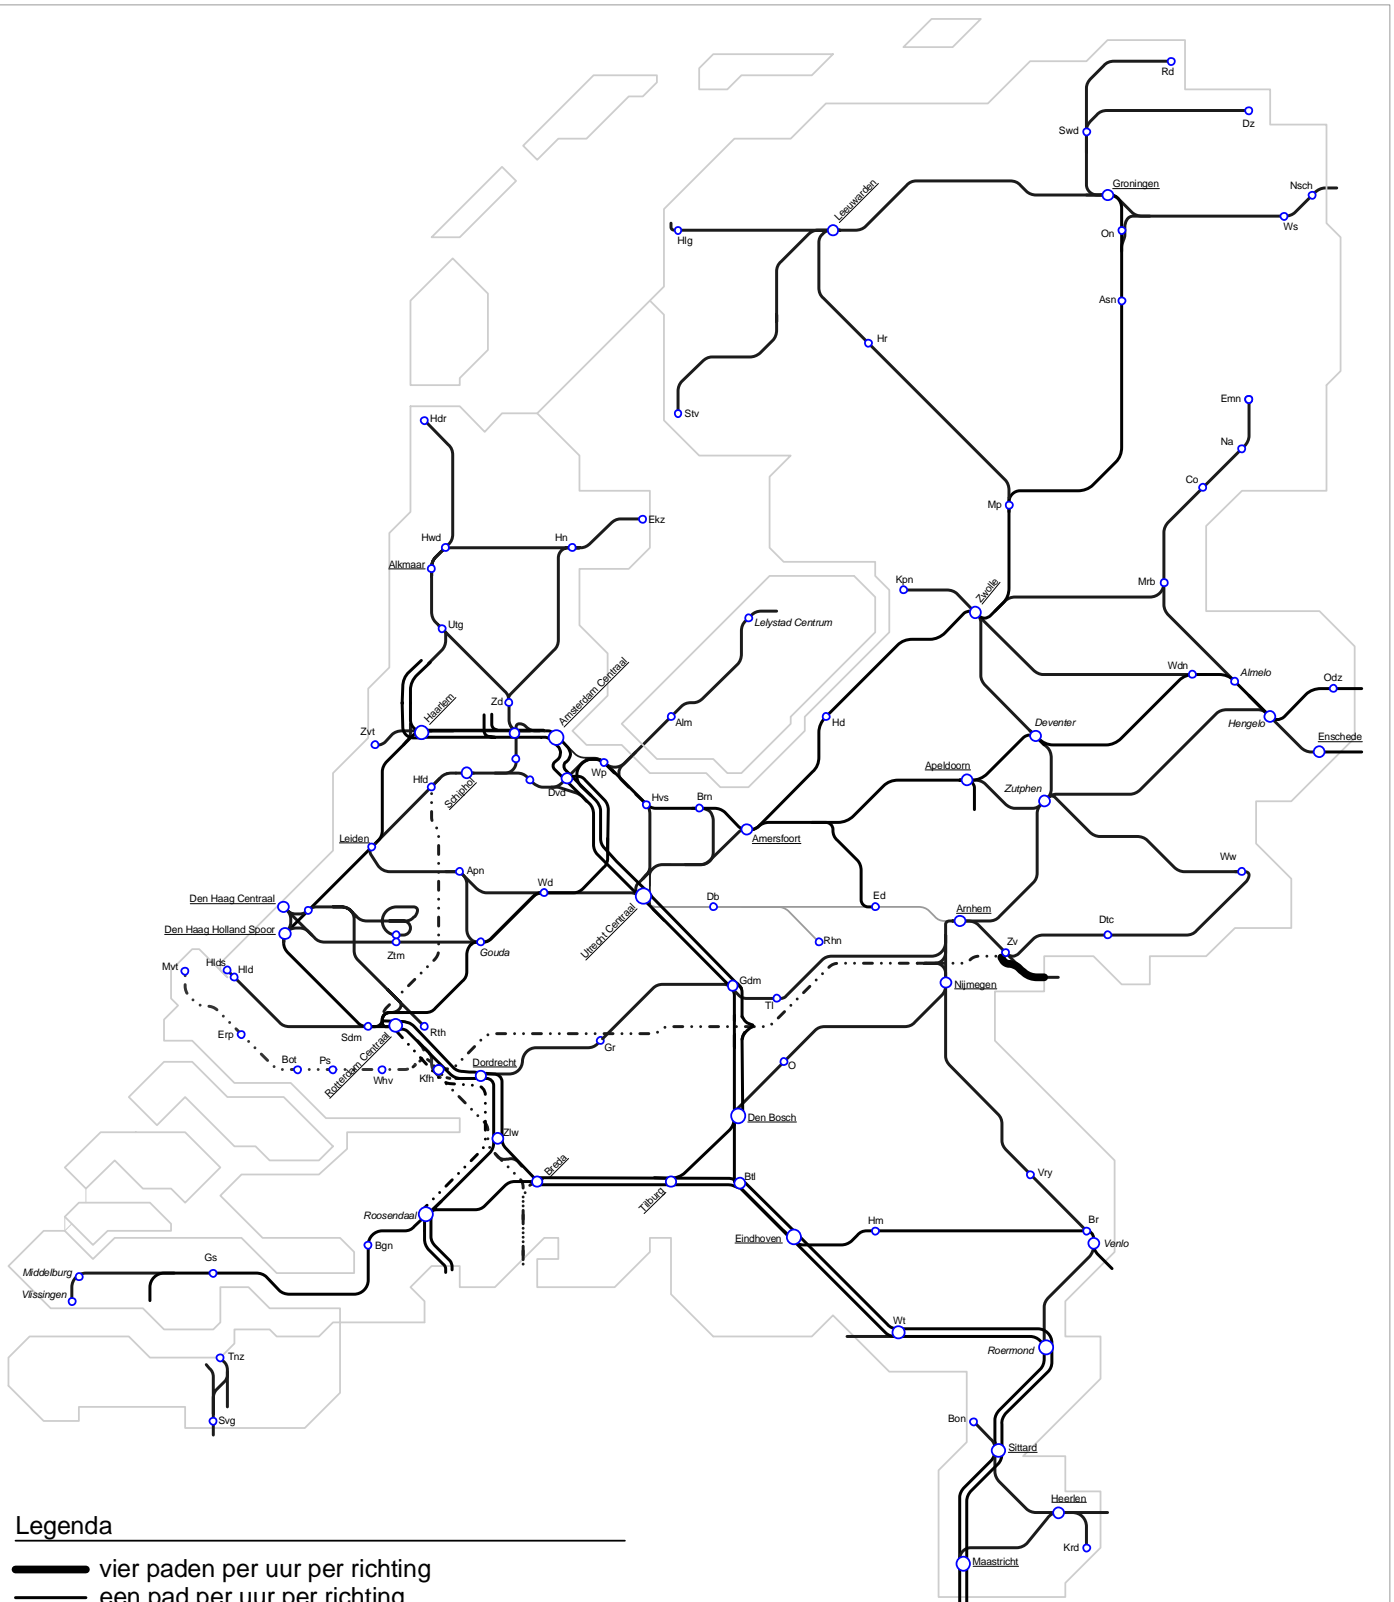 Rd
Dz
Swd
Groningen
Nsch
Leeuwarden
Hlg
On
Ws
Asn
Hr
Stv
Hdr
Emn
Na
Co
Mp
Ekz
Hwd
Hn
Alkmaar
Kpn
Zwolle
Mrb
Utg
Lelystad Centrum
Wdn
Almelo
Odz
Zd
Amsterdam Centraal
Haarlem
Alm
Hd
Deventer
Hengelo
Zvt
Enschede
Hfd
Schiphol
Dvd
Wp
Apeldoorn
Zutphen
Hvs
Brn
Leiden
Amersfoort
Apn
Wd
Ww
Den Haag Centraal
Db
Ed
Arnhem
Den Haag Holland Spoor
Ztm
Gouda
Utrecht Centraal
Rhn
Dtc
Zv
Mvt
Hlds
Hld
Gdm
Tl
Nijmegen
Erp
Sdm
Rotterdam Centraal
Rth
Gr
Bot
Ps
Whv
Kfh
Dordrecht
O
Den Bosch
Zlw
Breda
Tilburg
Btl
Vry
Roosendaal
Bgn
Eindhoven
Hm
Br
Venlo
Gs
Middelburg
Vlissingen
Wt
Roermond
Tnz
Svg
Bon
Sittard
Heerlen
Krd
Maastricht
Legenda
vier paden per uur per richting
een pad per uur per richting